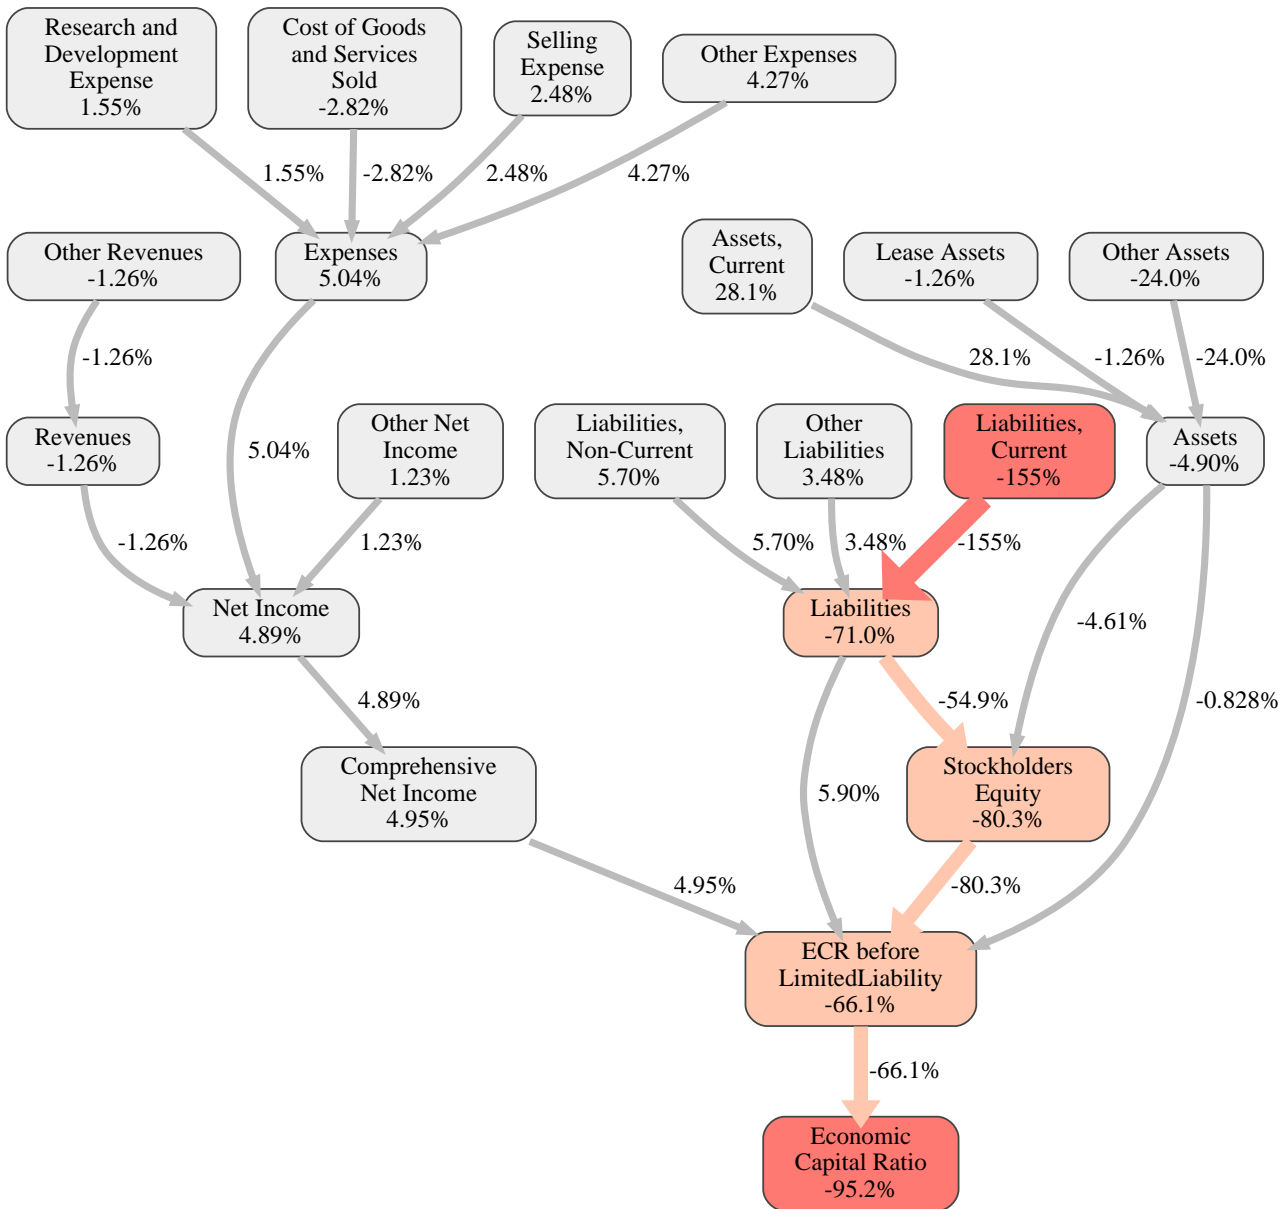 Research and
Development
Expense
1.55%
Cost of Goods
and Services
Sold
-2.82%
Selling
Expense
2.48%
Other Expenses
4.27%
1.55%
-2.82%
2.48%
4.27%
Other Revenues
-1.26%
Expenses
5.04%
Assets,
Current
28.1%
Lease Assets
-1.26%
Other Assets
-24.0%
-1.26%
28.1%
-1.26%
-24.0%
Revenues
-1.26%
5.04%
Other Net
Income
1.23%
Liabilities,
Non-Current
5.70%
Other
Liabilities
3.48%
Liabilities,
Current
-155%
Assets
-4.90%
-1.26%
1.23%
5.70%
3.48%
-155%
Net Income
4.89%
Liabilities
-71.0%
-4.61%
4.89%
-54.9%
-0.828%
Comprehensive
Net Income
4.95%
5.90%
Stockholders
Equity
-80.3%
4.95%
-80.3%
ECR before
LimitedLiability
-66.1%
-66.1%
Economic
Capital Ratio
-95.2%